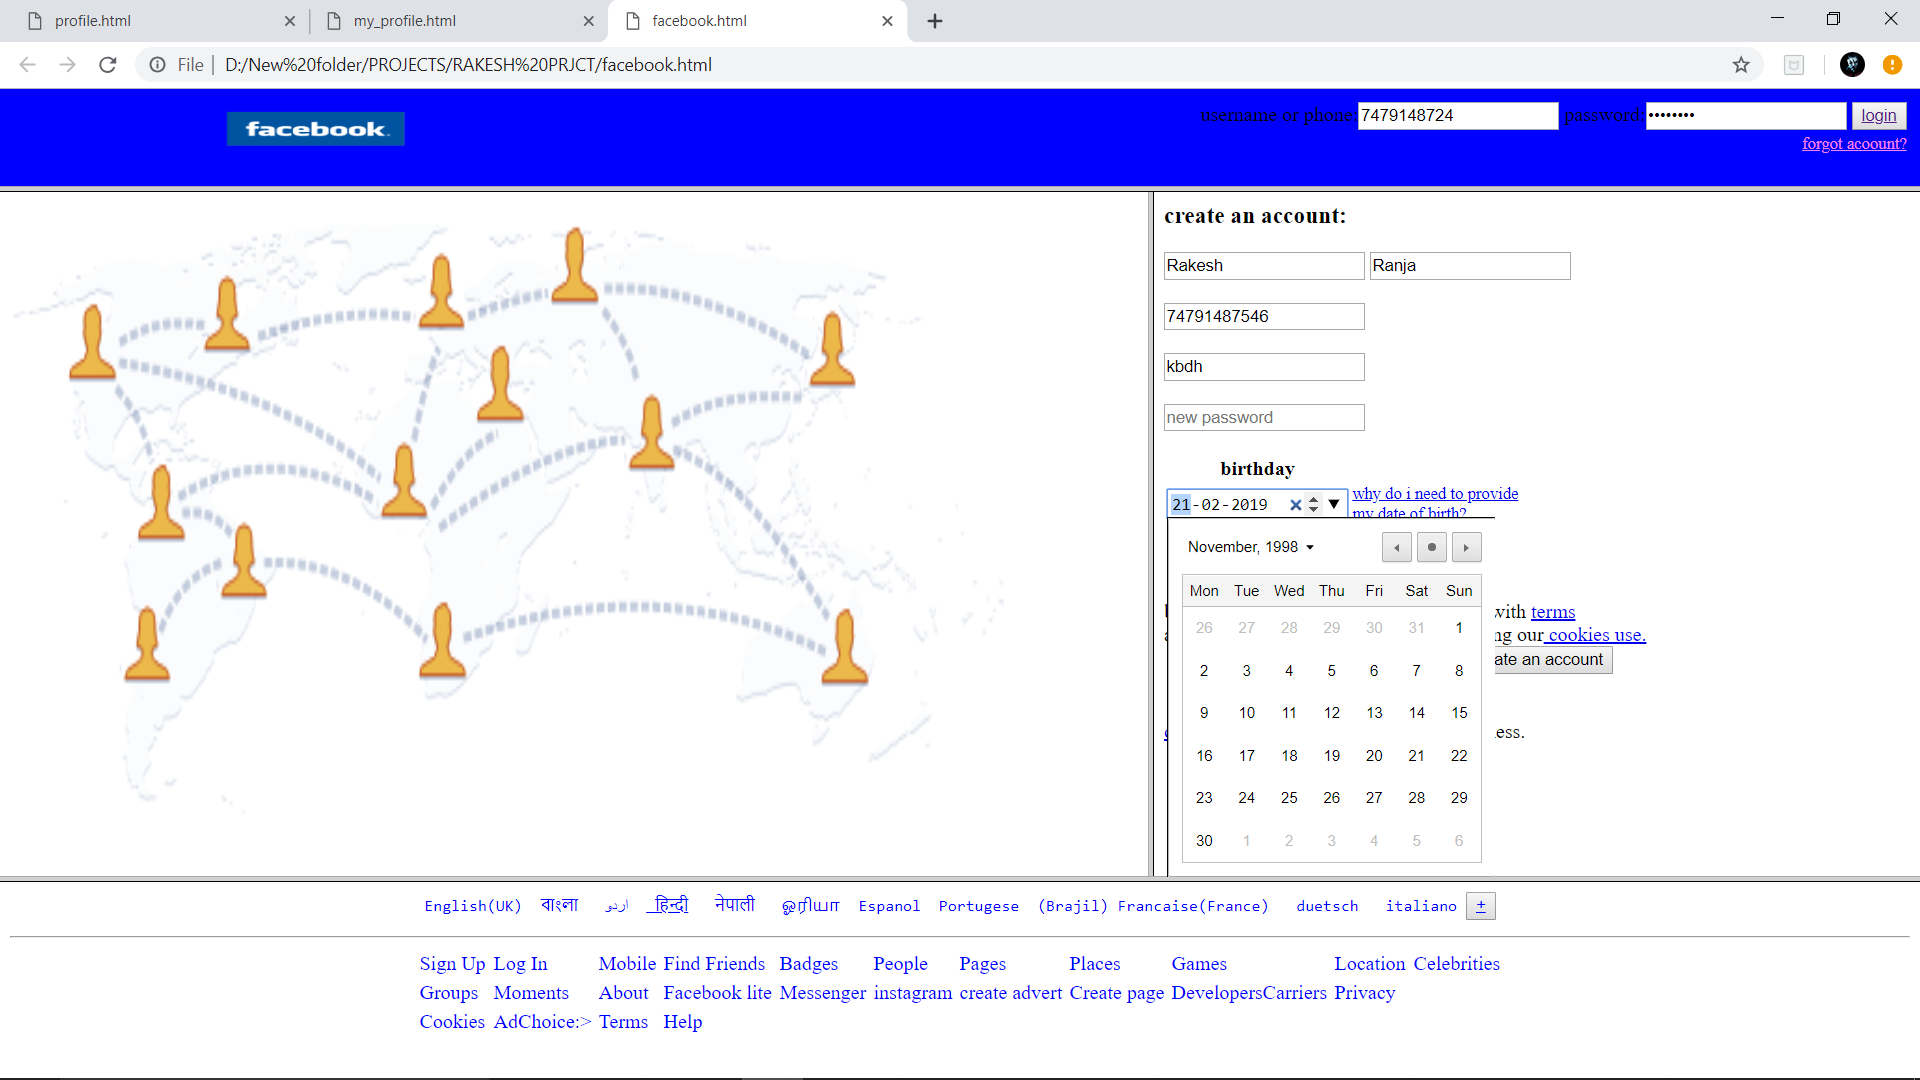 profile.html my_profile.html facebook.html
File D:/New%20folder/PROJECTS/RAKESH%20PRJCT/facebook.html
facebook. username or phone: 7479148724 password: •••••••• login
forgot acoount?
create an account:
Rakesh Ranja
74791487546
kbdh
new password
birthday
21-02-2019 why do i need to provide
my date of birth?
November, 1998
Mon Tue Wed Thu Fri Sat Sun
26 27 28 29 30 31 1
2 3 4 5 6 7 8
9 10 11 12 13 14 15
16 17 18 19 20 21 22
23 24 25 26 27 28 29
30 1 2 3 4 5 6
with terms
ng our cookies use.
ate an account
ess.
English(UK) বাংলা اردو हिन्दी नेपाली ஓரியா Espanol Portugese (Brajil) Francaise(France) duetsch italiano +
Sign Up Log In Mobile Find Friends Badges People Pages Places Games Location Celebrities
Groups Moments About Facebook lite Messenger instagram create advert Create page Developers Carriers Privacy
Cookies AdChoice:> Terms Help